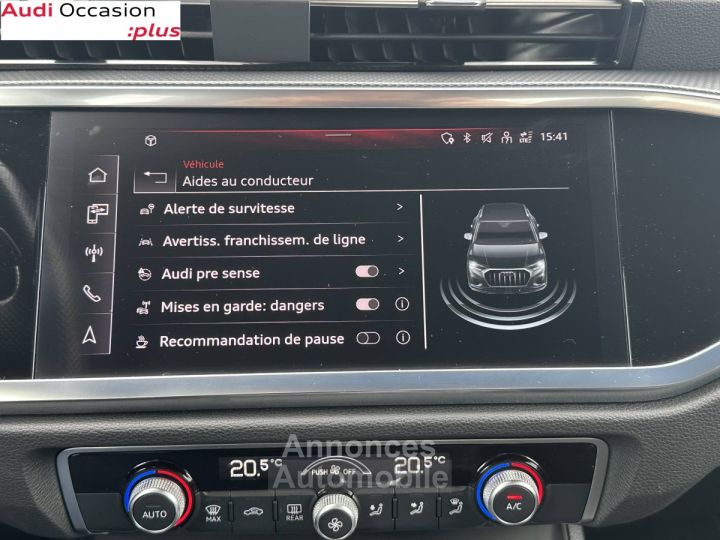 Audi Occasion
:plus
LTE
15:41
Véhicule
Aides au conducteur
Alerte de survitesse
Avertiss. franchissem. de ligne
Audi pre sense
Mises en garde: dangers
Recommandation de pause
Annonces
Automobile
20.5°C
PUSH OFF
20.5°C
AUTO
MAX
REAR
A/C